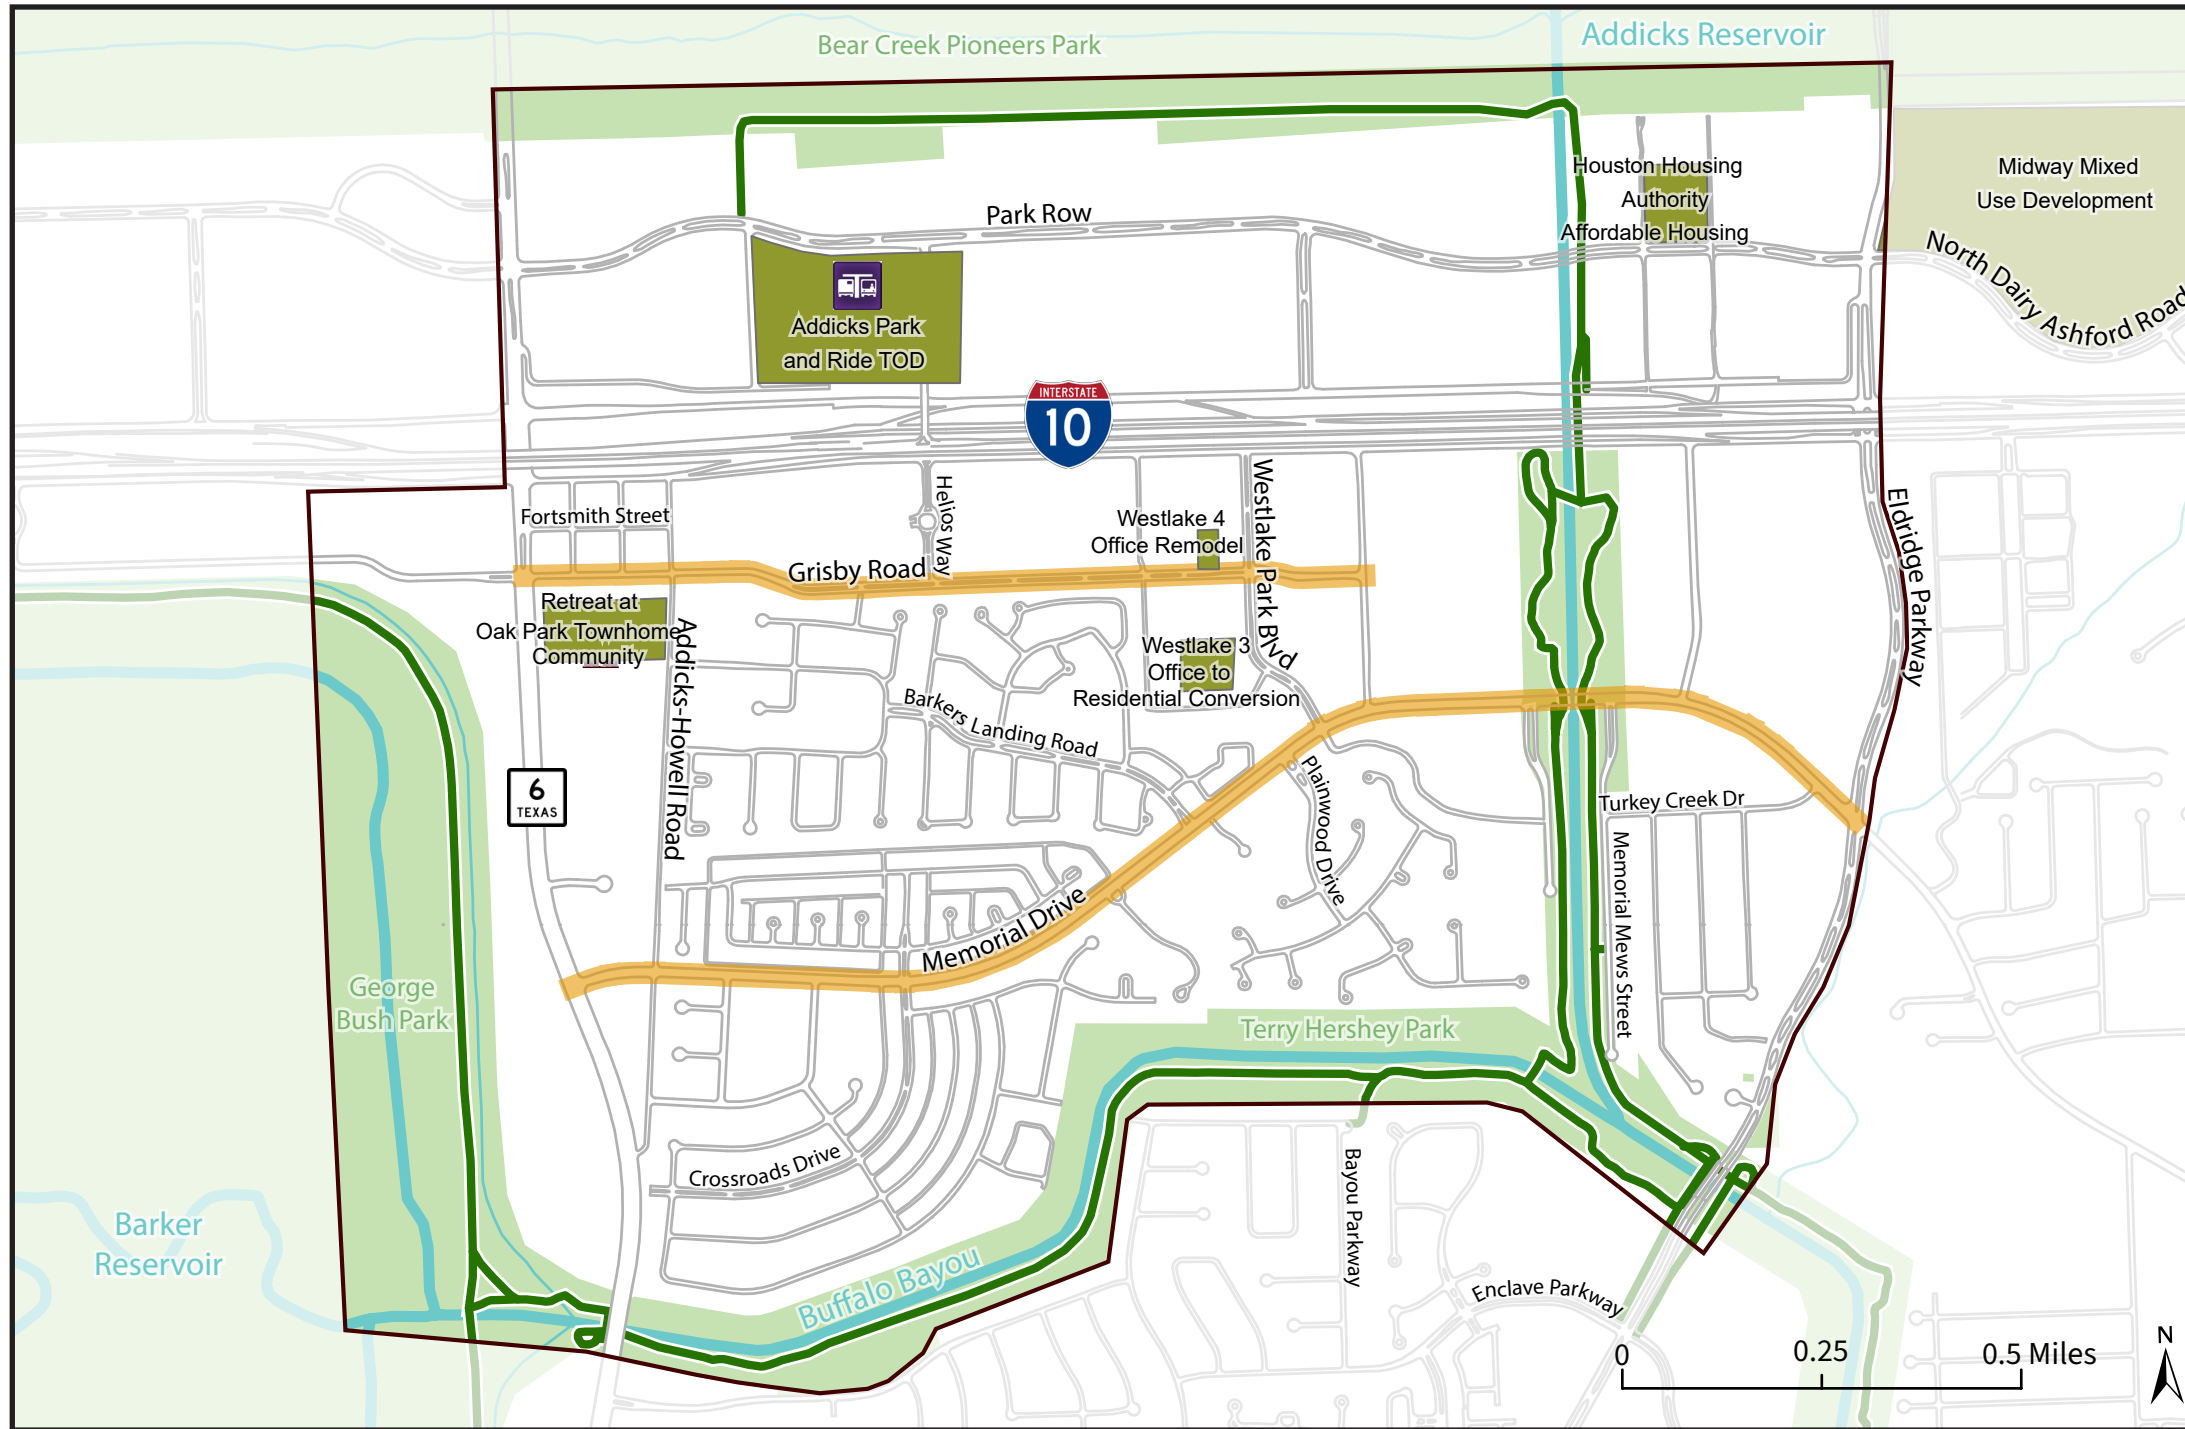 Bear Creek Pioneers Park
Addicks Reservoir
Houston Housing
Authority
Affordable Housing
Midway Mixed
Use Development
Park Row
North Dairy Ashford Road
Addicks Park
and Ride TOD
INTERSTATE
10
Fortsmith Street
Helios Way
Westlake 4
Office Remodel
Westlake Park Blvd
Eldridge Parkway
Grisby Road
Retreat at
Oak Park Townhome
Community
Addicks-Howell Road
Westlake 3
Office to
Residential Conversion
Barkers Landing Road
6
TEXAS
Plainwood Drive
Turkey Creek Dr
Memorial Mews Street
Memorial Drive
George
Bush Park
Terry Hershey Park
Crossroads Drive
Bayou Parkway
Barker
Reservoir
Buffalo Bayou
Enclave Parkway
0
0.25
0.5 Miles
N